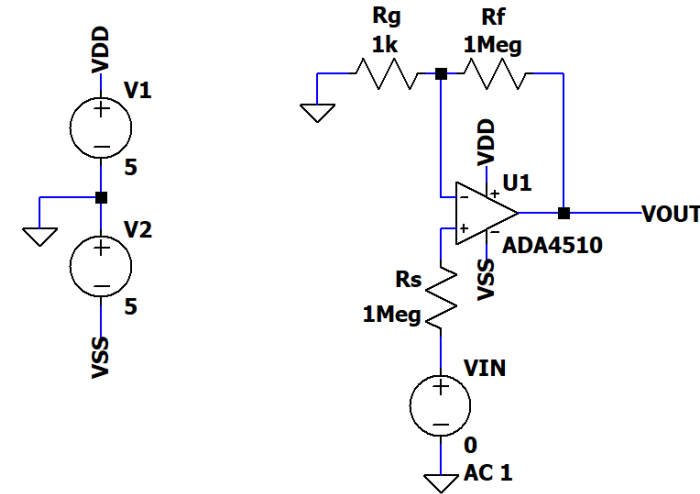 VDD
V1
5
V2
5
VSS
Rg
1k
Rf
1Meg
VDD
U1
VOUT
ADA4510
VSS
Rs
1Meg
VIN
0
AC 1